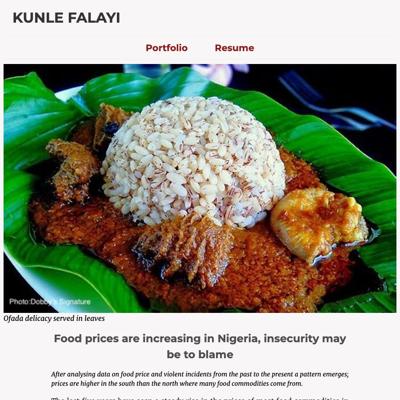 KUNLE FALAYI
Portfolio Resume
Photo:Dobby's Signature
Ofada delicacy served in leaves
Food prices are increasing in Nigeria, insecurity may
be to blame
After analysing data on food price and violent incidents from the past to the present a pattern emerges;
prices are higher in the south than the north where many food commodities come from.